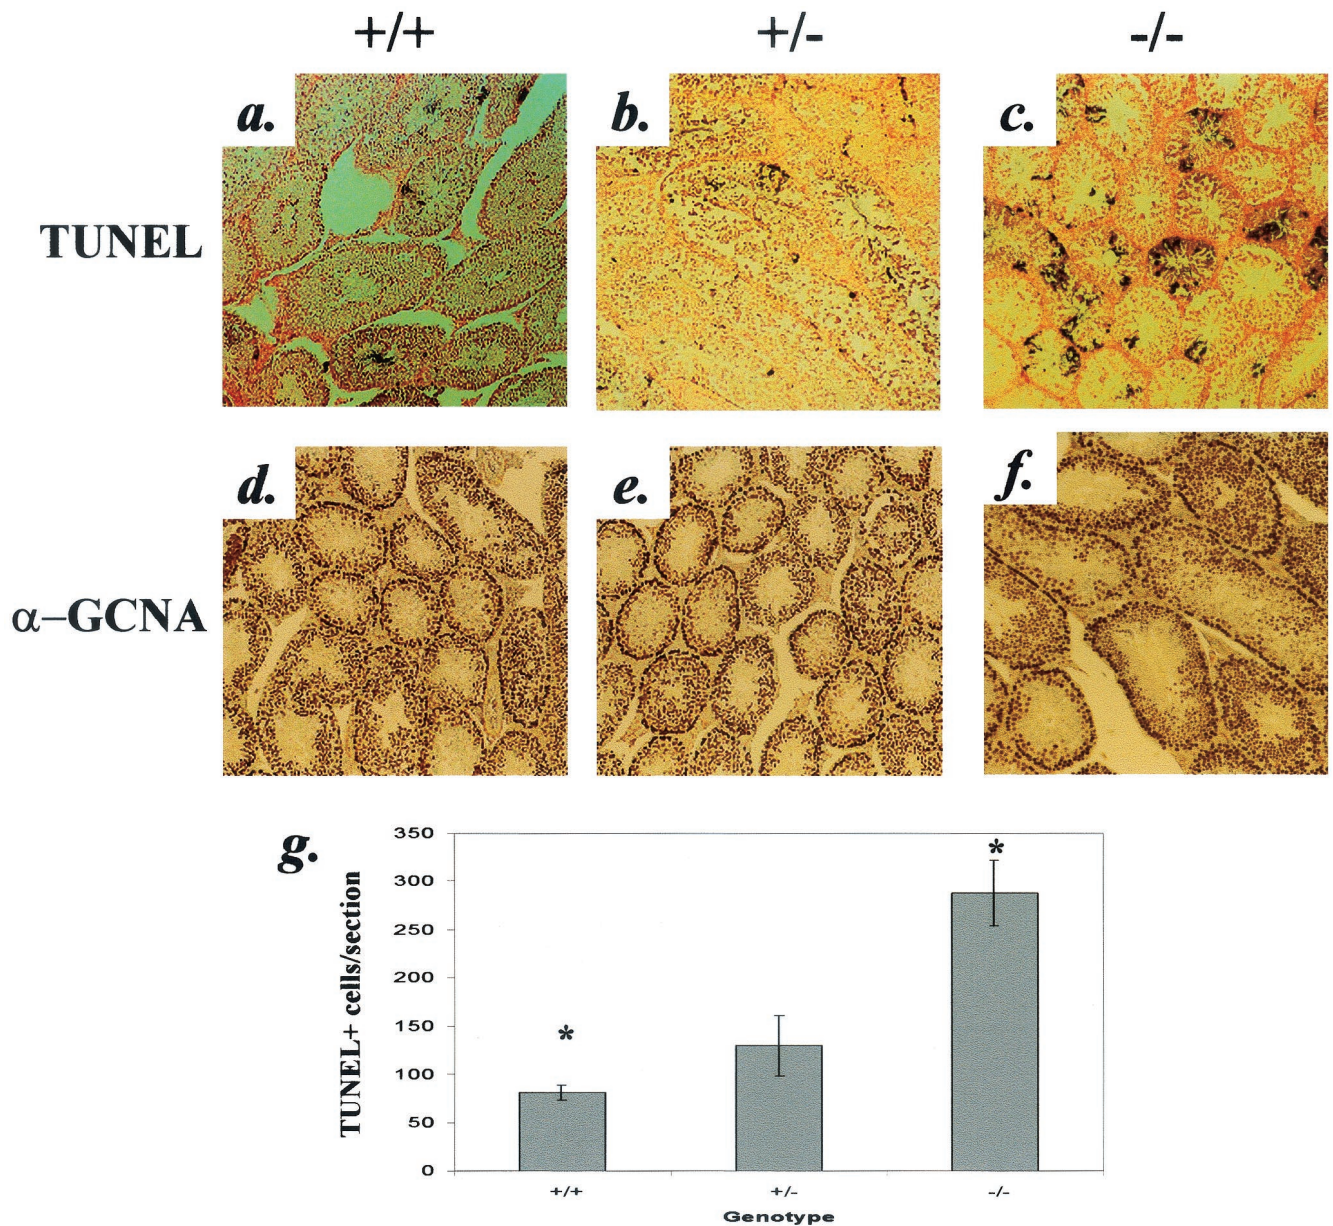 +/+ +/- -/-
a. b. c.
TUNEL
d. e. f.
α–GCNA
g.
350
300
250
200
150
100
50
0
TUNEL+ cells/section
*
*
+/+ +/- -/-
Genotype